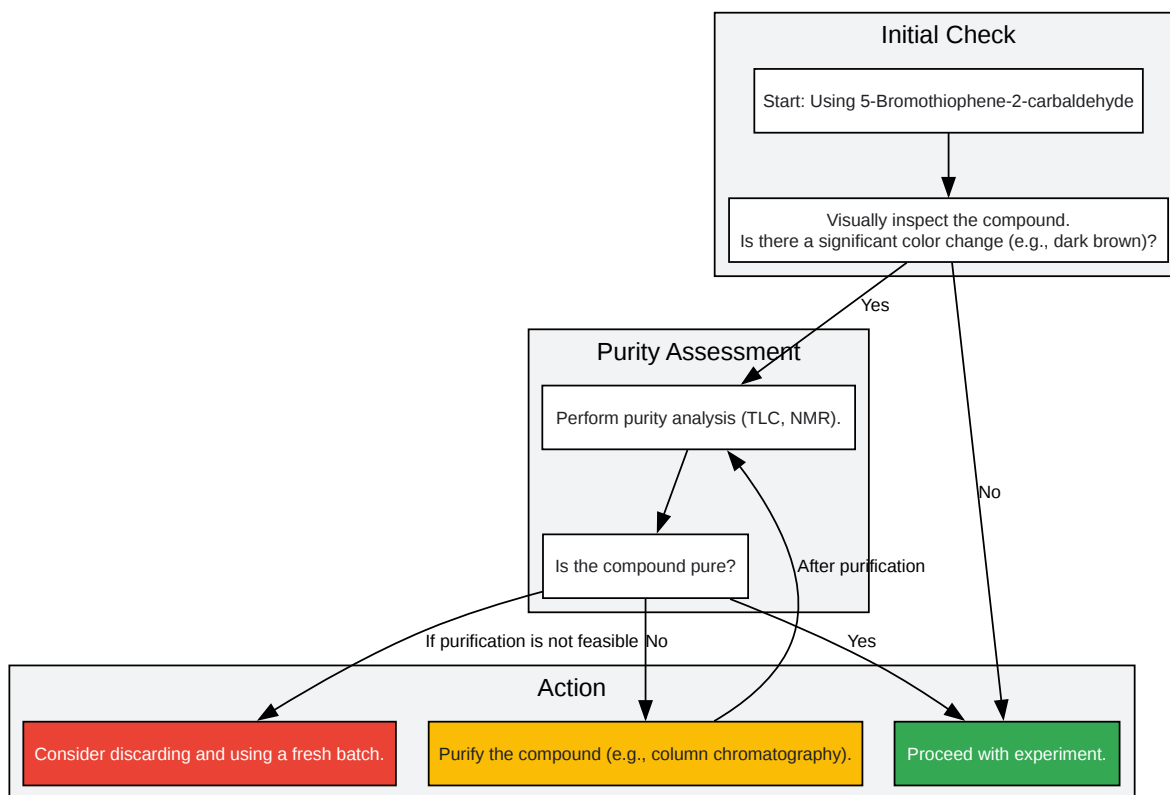 Initial Check
Start: Using 5-Bromothiophene-2-carbaldehyde
Visually inspect the compound.
Is there a significant color change (e.g., dark brown)?
Yes
No
Purity Assessment
Perform purity analysis (TLC, NMR).
Is the compound pure?
After purification
If purification is not feasible
No
Yes
Action
Consider discarding and using a fresh batch.
Purify the compound (e.g., column chromatography).
Proceed with experiment.